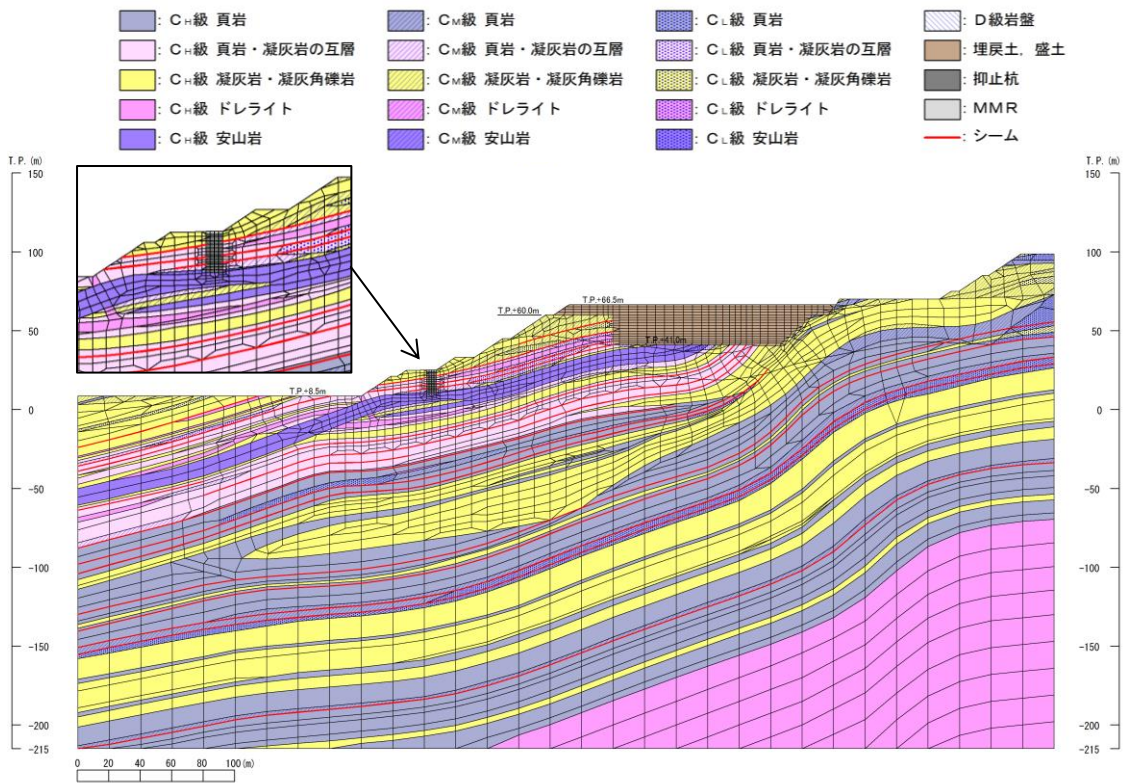 : CH級 頁岩 : CM級 頁岩 : CL級 頁岩 : D級岩盤
: CH級 頁岩・凝灰岩の互層 : CM級 頁岩・凝灰岩の互層 : CL級 頁岩・凝灰岩の互層 : 埋戻土，盛土
: CH級 凝灰岩・凝灰角礫岩 : CM級 凝灰岩・凝灰角礫岩 : CL級 凝灰岩・凝灰角礫岩 : 抑止杭
: CH級 ドレライト : CM級 ドレライト : CL級 ドレライト : MMR
: CH級 安山岩 : CM級 安山岩 : CL級 安山岩 : シーム
T.P.(m) T.P.(m)
150 150
100 100
T.P.+66.5m
T.P.+60.0m
50 50
T.P.+41.0m
T.P.+8.5m
0 0
-50 -50
-100 -100
-150 -150
-200 -200
-215 -215
0 20 40 60 80 100(m)